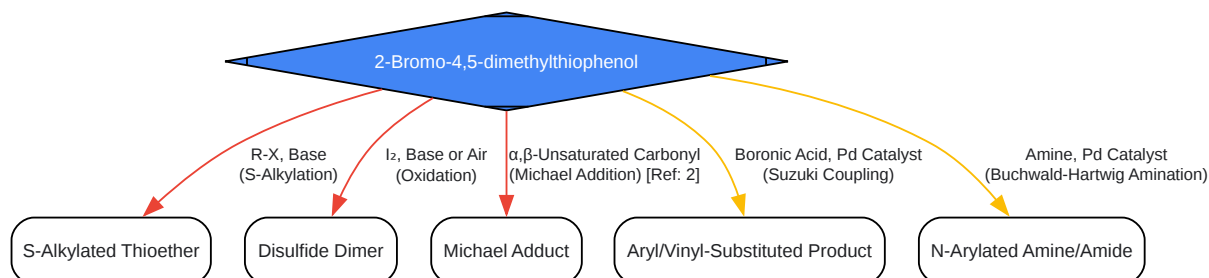 2-Bromo-4,5-dimethylthiophenol
R-X, Base
(S-Alkylation)
I₂, Base or Air
(Oxidation)
α,β-Unsaturated Carbonyl
(Michael Addition) [Ref: 2]
Boronic Acid, Pd Catalyst
(Suzuki Coupling)
Amine, Pd Catalyst
(Buchwald-Hartwig Amination)
S-Alkylated Thioether
Disulfide Dimer
Michael Adduct
Aryl/Vinyl-Substituted Product
N-Arylated Amine/Amide